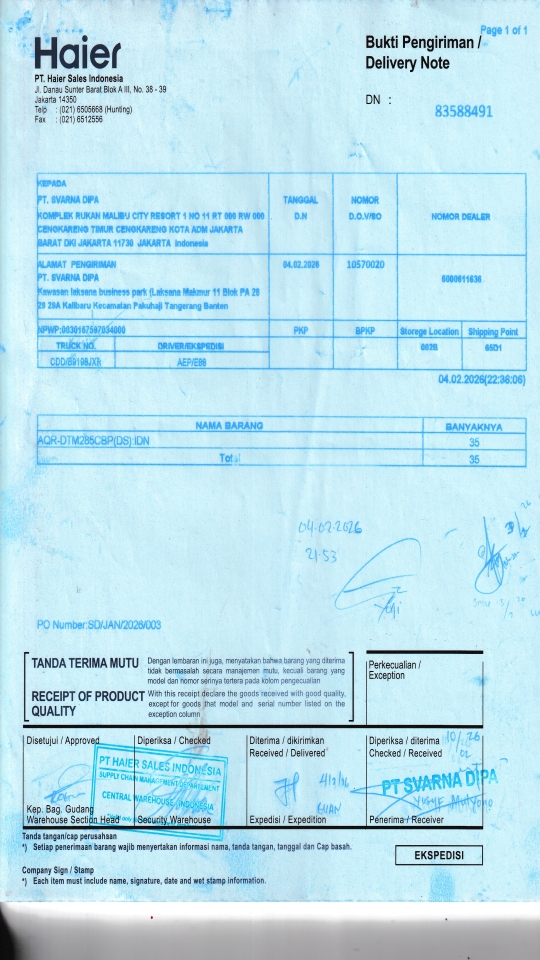 Page 1 of 1
Haier
Bukti Pengiriman /
Delivery Note
PT. Haier Sales Indonesia
Jl. Danau Sunter Barat Blok A III, No. 38 - 39
Jakarta 14350
Telp : (021) 6505668 (Hunting)
Fax : (021) 6512556
DN :
83588491
KEPADA
PT. SVARNA DIPA
KOMPLEK RUKAN MALIBU CITY RESORT 1 NO 11 RT 000 RW 000
CENGKARENG TIMUR CENGKARENG KOTA ADM JAKARTA
BARAT DKI JAKARTA 11730 JAKARTA Indonesia
TANGGAL
D.N
NOMOR
D.O./SO
NOMOR DEALER
ALAMAT PENGIRIMAN
PT. SVARNA DIPA
Kawasan laksana business park (Laksana Makmur 11 Blok PA 28
29 29A Kalibaru Kecamatan Pakuhaji Tangerang Banten
04.02.2026
10570020
NPWP:
PKP
BPKP
Storege Location
Shipping Point
TRUCK NO.
DRIVER/EKSPEDISI
002B
65D1
04.02.2026(22:36:06)
NAMA BARANG
BANYAKNYA
AQR-DTM285CBP(DS):IDN
35
Total
35
04-02-2026
21:53
PO Number:SD/JAN/2026/003
TANDA TERIMA MUTU
Dengan lembaran ini juga, menyatakan bahwa barang yang diterima
tidak bermasalah secara manajemen mutu, kecuali barang yang
model dan nomor serinya tertera pada kolom pengecualian
RECEIPT OF PRODUCT
QUALITY
With this receipt declare the goods received with good quality,
except for goods that model and serial number listed on the
exception column
Perkecualian /
Exception
Disetujui / Approved
Diperiksa / Checked
Diterima / dikirimkan
Received / Delivered
Diperiksa / diterima
Checked / Received
PT HAIER SALES INDONESIA
SUPPLY CHAIN MANAGEMENT DEPARTEMENT
CENTRAL WAREHOUSE INDONESIA
PT SVARNA DIPA
Kep. Bag. Gudang
Warehouse Section Head
Security Warehouse
Expedisi / Expedition
Penerima / Receiver
Tanda tangan/cap perusahaan
*) Setiap penerimaan barang wajib menyertakan informasi nama, tanda tangan, tanggal dan Cap basah.
EKSPEDISI
Company Sign / Stamp
*) Each item must include name, signature, date and wet stamp information.